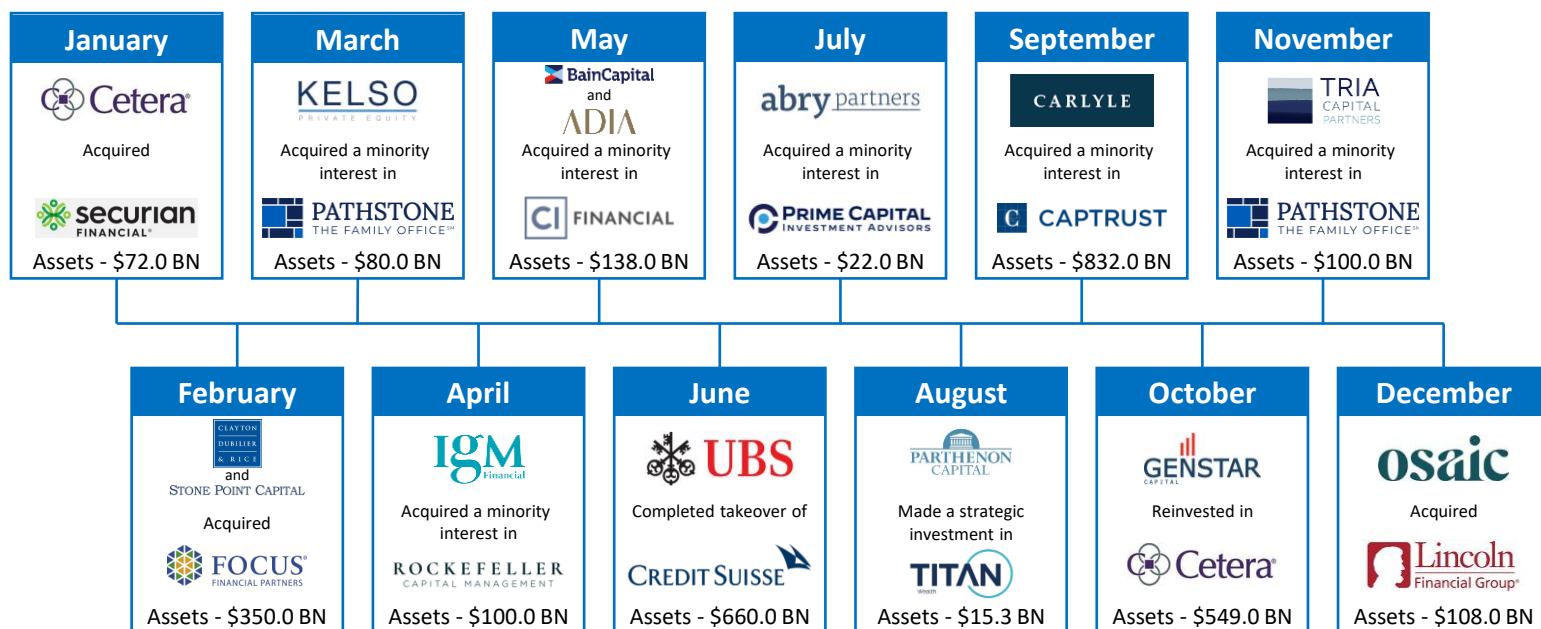 January
Cetera®
Acquired
securian
FINANCIAL®
Assets - $72.0 BN
March
KELSO
PRIVATE EQUITY
Acquired a minority
interest in
PATHSTONE
THE FAMILY OFFICE℠
Assets - $80.0 BN
May
BainCapital
and
ADIA
Acquired a minority
interest in
CI FINANCIAL
Assets - $138.0 BN
July
abry partners
Acquired a minority
interest in
PRIME CAPITAL
INVESTMENT ADVISORS
Assets - $22.0 BN
September
CARLYLE
Acquired a minority
interest in
C CAPTRUST
Assets - $832.0 BN
November
TRIA
CAPITAL
PARTNERS
Acquired a minority
interest in
PATHSTONE
THE FAMILY OFFICE℠
Assets - $100.0 BN
February
CLAYTON
DUBILIER
& RICE
and
STONE POINT CAPITAL
Acquired
FOCUS®
FINANCIAL PARTNERS
Assets - $350.0 BN
April
IgM
Financial
Acquired a minority
interest in
ROCKEFELLER
CAPITAL MANAGEMENT
Assets - $100.0 BN
June
UBS
Completed takeover of
CREDIT SUISSE
Assets - $660.0 BN
August
PARTHENON
CAPITAL
Made a strategic
investment in
TITAN
Wealth
Assets - $15.3 BN
October
GENSTAR
CAPITAL
Reinvested in
Cetera®
Assets - $549.0 BN
December
osaic
Acquired
Lincoln
Financial Group®
Assets - $108.0 BN